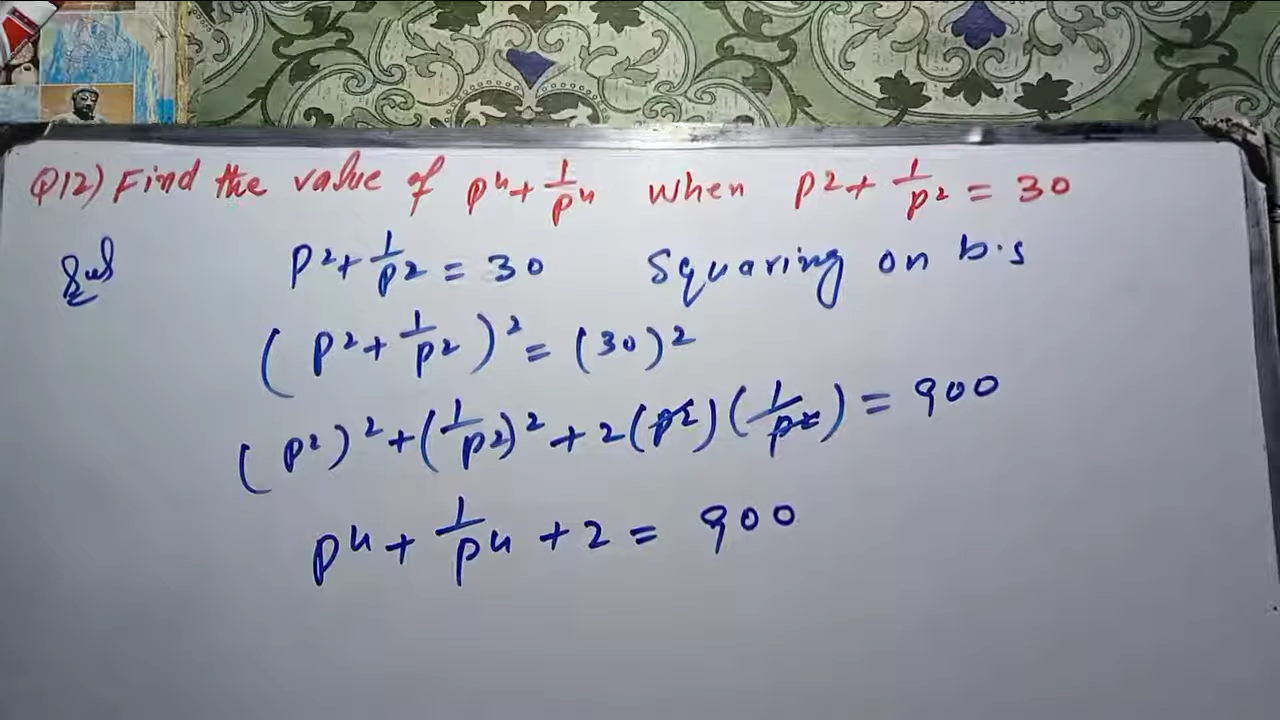 Q12) Find the value of p⁴ + 1/p⁴ when p² + 1/p² = 30
Sol
p² + 1/p² = 30 Squaring on b.s
(p² + 1/p²)² = (30)²
(p²)² + (1/p²)² + 2(p²)(1/p²) = 900
p⁴ + 1/p⁴ + 2 = 900